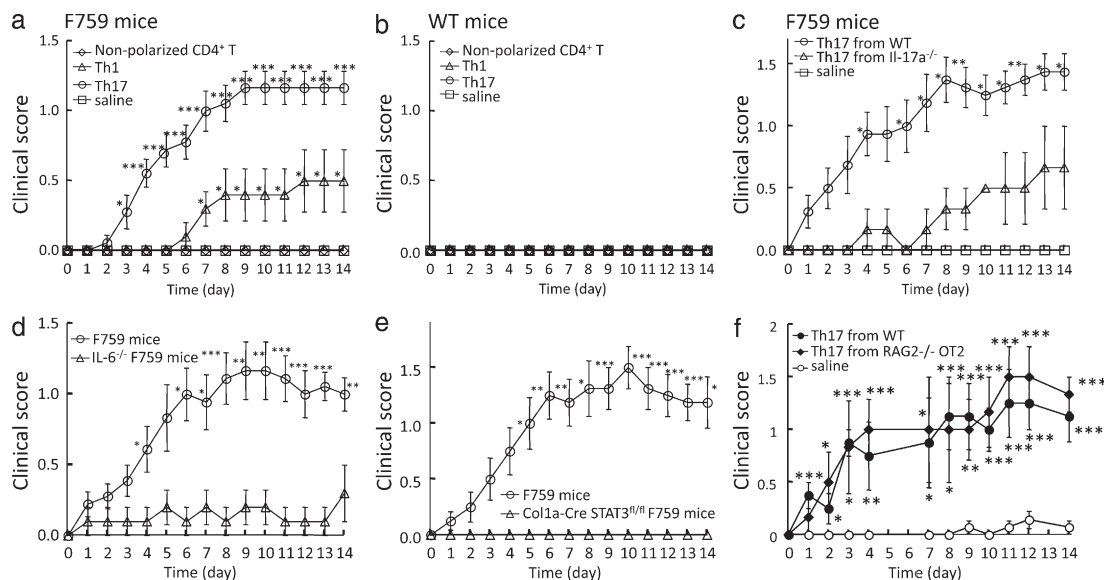 a F759 mice
Clinical score
1.5
1.0
0.5
0.0
Non-polarized CD4+ T
Th1
Th17
saline
* *** *** *** *** *** *** *** *** *** *** ***
* * * * * * * *
0 1 2 3 4 5 6 7 8 9 10 11 12 13 14
Time (day)
b WT mice
Clinical score
1.5
1.0
0.5
0.0
Non-polarized CD4+ T
Th1
Th17
saline
0 1 2 3 4 5 6 7 8 9 10 11 12 13 14
Time (day)
c F759 mice
Clinical score
1.5
1.0
0.5
0.0
Th17 from WT
Th17 from Il-17a-/-
saline
* * * * ** * * ** * *
0 1 2 3 4 5 6 7 8 9 10 11 12 13 14
Time (day)
d
Clinical score
1.5
1.0
0.5
0.0
F759 mice
IL-6-/- F759 mice
* * * *** ** ** *** *** *** **
0 1 2 3 4 5 6 7 8 9 10 11 12 13 14
Time (day)
e
Clinical score
1.5
1.0
0.5
0.0
* ** ** * *** *** *** *** *** *
F759 mice
Col1a-Cre STAT3fl/fl F759 mice
0 1 2 3 4 5 6 7 8 9 10 11 12 13 14
Time (day)
f
Clinical score
2
1.5
1
0.5
0
Th17 from WT
Th17 from RAG2-/- OT2
saline
*** * *** *** * *** *** *** *** *** ***
* * ** * * ** *** *** *** ***
0 1 2 3 4 7 8 9 10 11 12 14
Time (day)